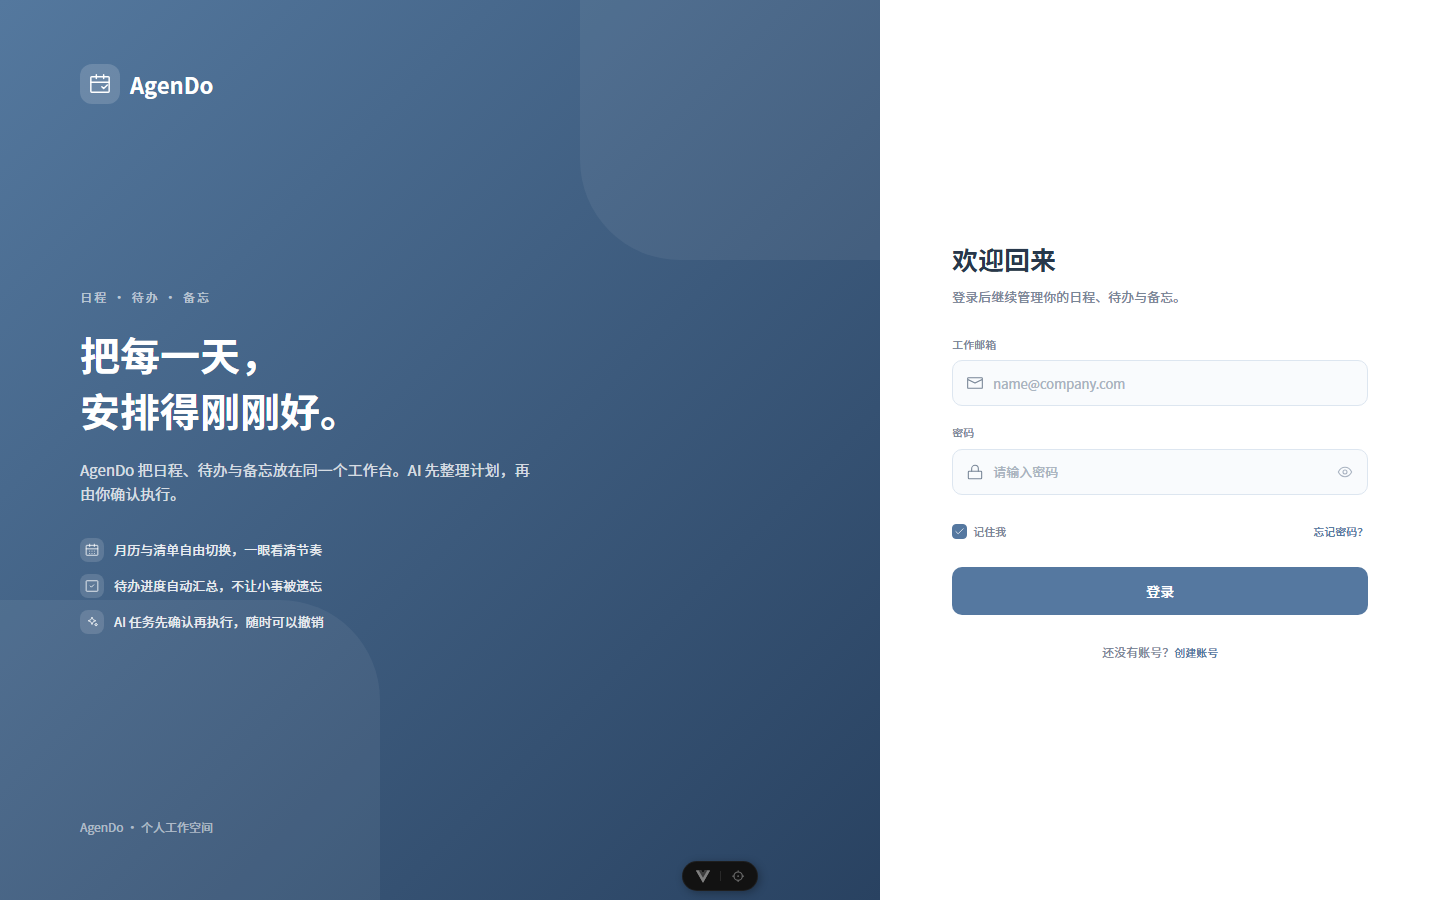 AgenDo
日程 • 待办 • 备忘
把每一天，
安排得刚刚好。
AgenDo 把日程、待办与备忘放在同一个工作台。AI 先整理计划，再
由你确认执行。
月历与清单自由切换，一眼看清节奏
待办进度自动汇总，不让小事被遗忘
AI 任务先确认再执行，随时可以撤销
AgenDo • 个人工作空间
欢迎回来
登录后继续管理你的日程、待办与备忘。
工作邮箱
name@company.com
密码
请输入密码
记住我
忘记密码？
登录
还没有账号？创建账号